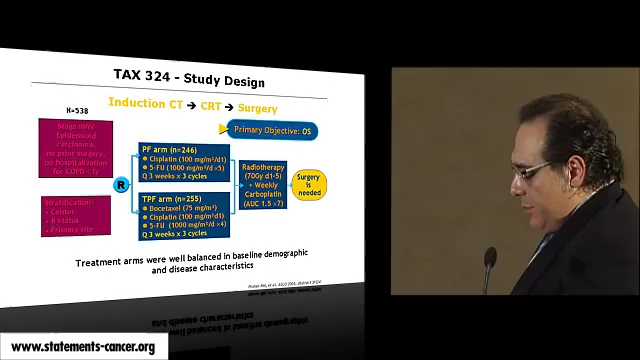 TAX 324 - Study Design
Induction CT → CRT → Surgery
N=538
Primary Objective: OS
Stage III/IV
Epidermoid
carcinoma,
no prior surgery,
no hospitalization
for COPD
PF arm (n=246)
• Cisplatin (100 mg/m²/d1)
• 5-FU (1000 mg/m²/d ×5)
Q 3 weeks × 3 cycles
R
Radiotherapy
(70Gy d1-5)
+ Weekly
Carboplatin
(AUC 1.5 ×7)
Surgery
is
needed
Stratification:
- Center
- N status
- Primary site
TPF arm (n=255)
• Docetaxel (75 mg/m²)
• Cisplatin (100 mg/m²/d1)
• 5-FU (1000 mg/m²/d ×4)
Q 3 weeks × 3 cycles
Treatment arms were well balanced in baseline demographic
and disease characteristics
www.statements-cancer.org